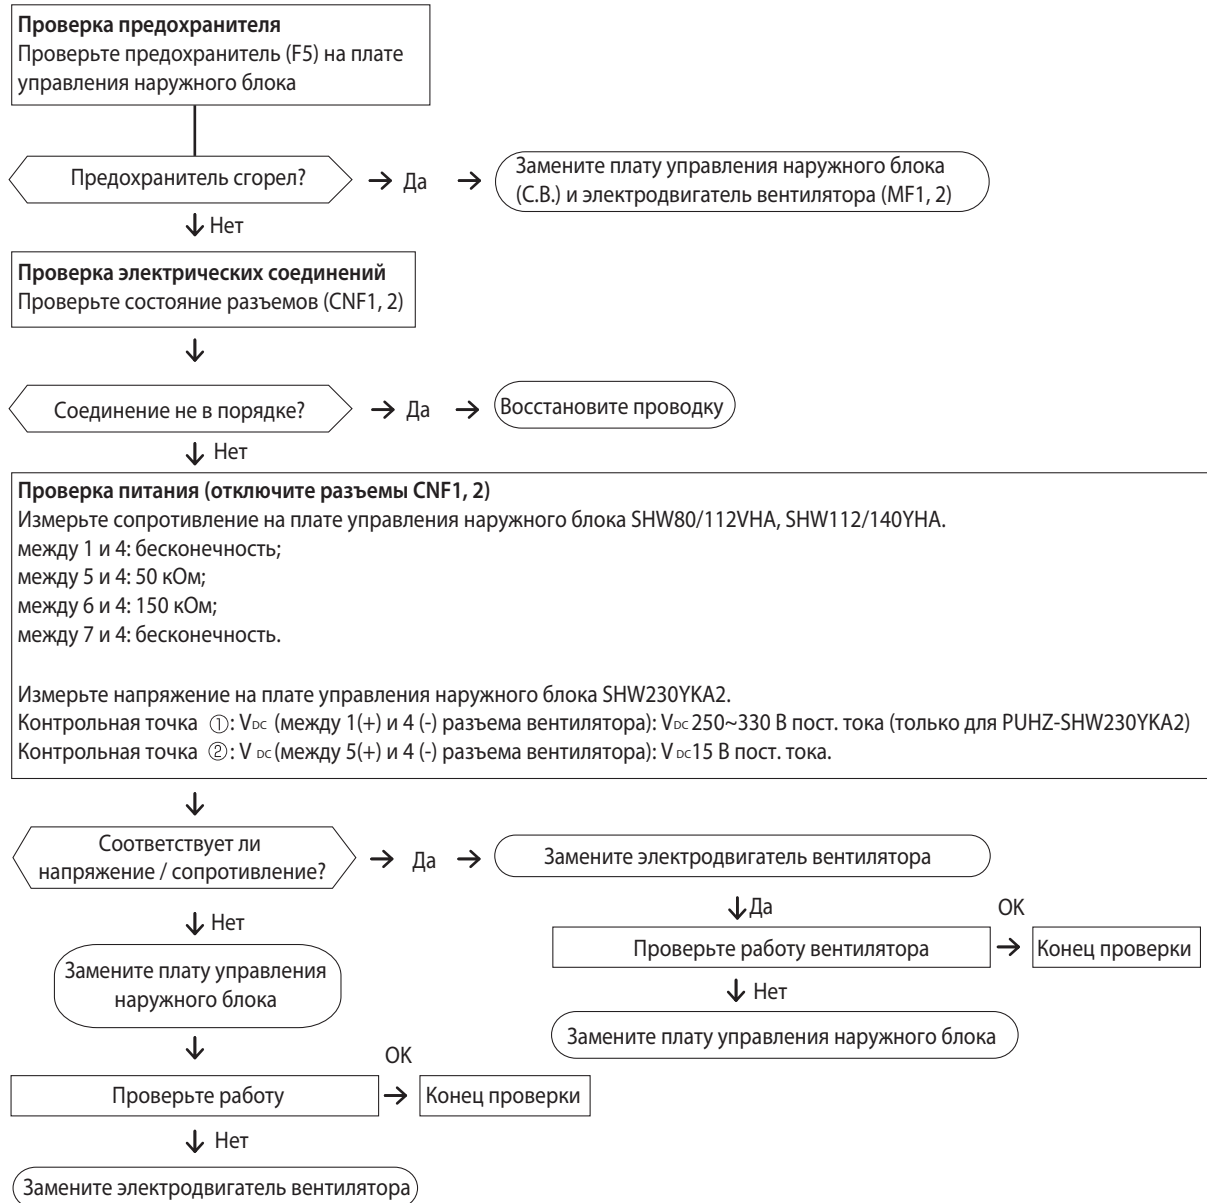 Проверка предохранителя
Проверьте предохранитель (F5) на плате
управления наружного блока
Предохранитель сгорел?
Да
Замените плату управления наружного блока
(C.B.) и электродвигатель вентилятора (MF1, 2)
Нет
Проверка электрических соединений
Проверьте состояние разъемов (CNF1, 2)
Соединение не в порядке?
Да
Восстановите проводку
Нет
Проверка питания (отключите разъемы CNF1, 2)
Измерьте сопротивление на плате управления наружного блока SHW80/112VHA, SHW112/140YHA.
между 1 и 4: бесконечность;
между 5 и 4: 50 кОм;
между 6 и 4: 150 кОм;
между 7 и 4: бесконечность.
Измерьте напряжение на плате управления наружного блока SHW230YKA2.
Контрольная точка ①: VDC (между 1(+) и 4 (-) разъема вентилятора): VDC 250~330 В пост. тока (только для PUHZ-SHW230YKA2)
Контрольная точка ②: V DC (между 5(+) и 4 (-) разъема вентилятора): V DC 15 В пост. тока.
Соответствует ли
напряжение / сопротивление?
Да
Замените электродвигатель вентилятора
Нет
Да
OK
Проверьте работу вентилятора
Конец проверки
Замените плату управления
наружного блока
Нет
Замените плату управления наружного блока
OK
Проверьте работу
Конец проверки
Нет
Замените электродвигатель вентилятора